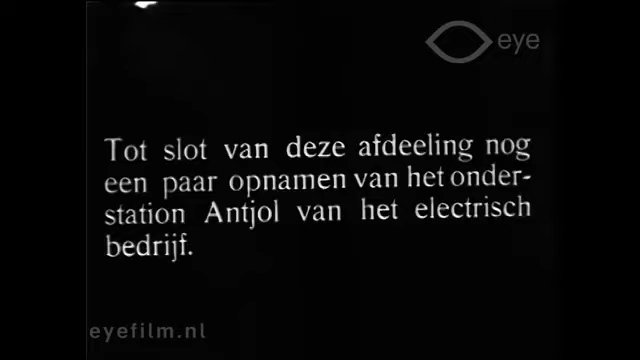 eye
Tot slot van deze afdeeling nog
een paar opnamen van het onder-
station Antjol van het electrisch
bedrijf.
eyefilm.nl